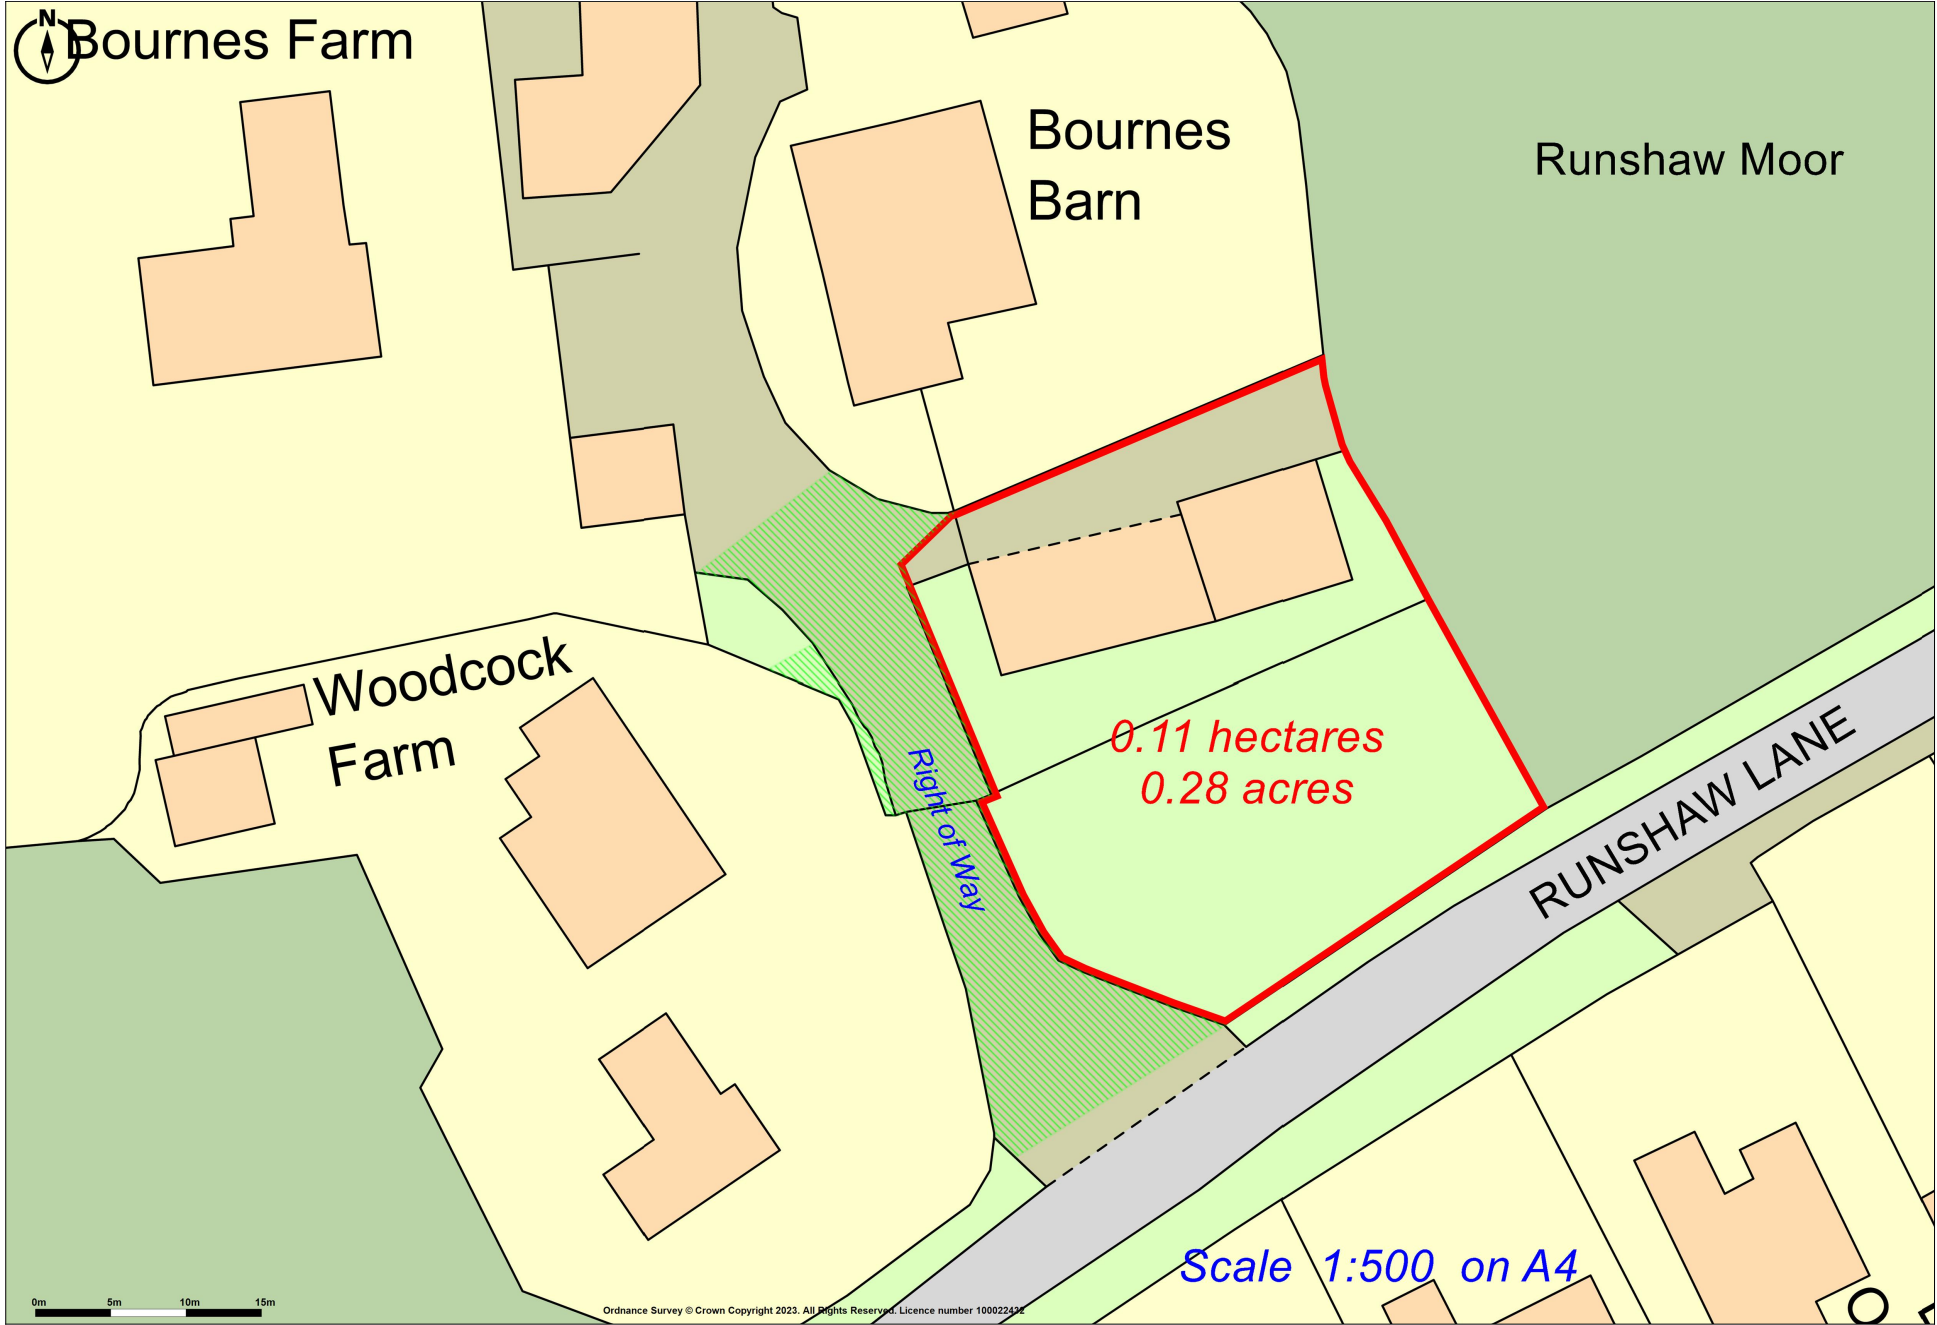 N
Bournes Farm
Bournes
Barn
Runshaw Moor
Woodcock
Farm
Right of Way
0.11 hectares
0.28 acres
RUNSHAW LANE
Scale 1:500 on A4
0m 5m 10m 15m
Ordnance Survey © Crown Copyright 2023. All Rights Reserved. Licence number 100022432